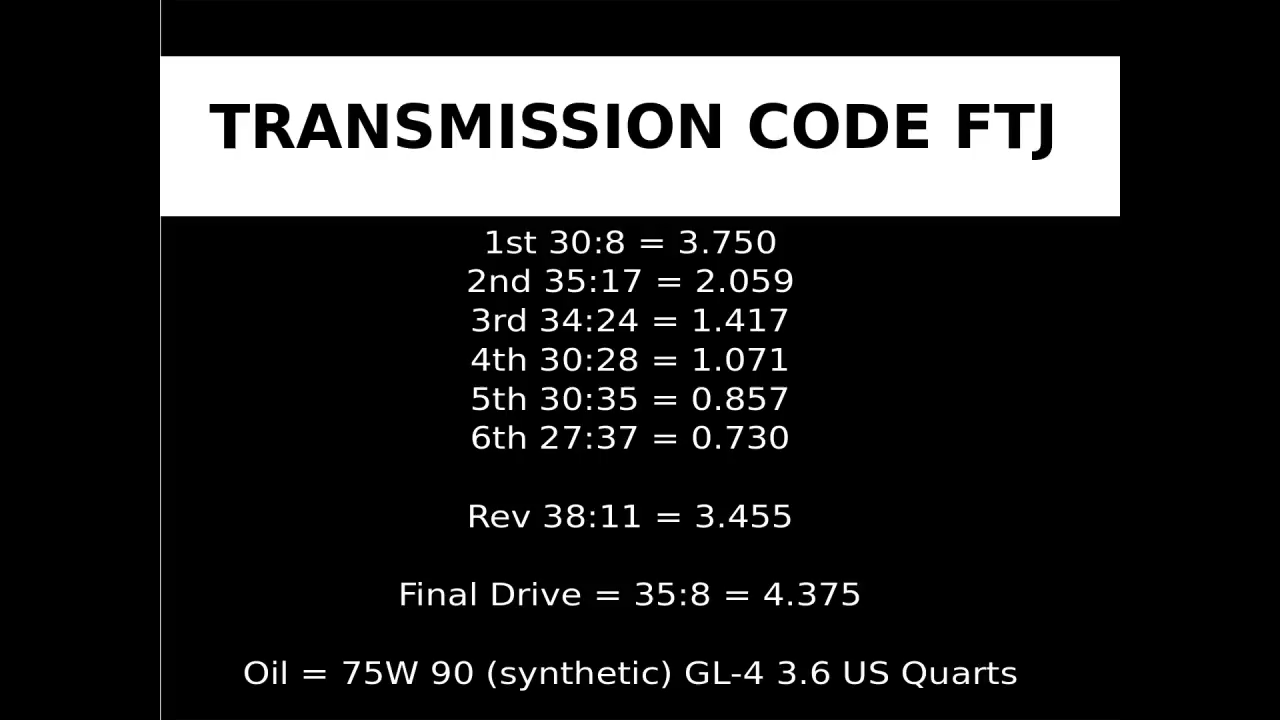 TRANSMISSION CODE FTJ
1st 30:8 = 3.750
2nd 35:17 = 2.059
3rd 34:24 = 1.417
4th 30:28 = 1.071
5th 30:35 = 0.857
6th 27:37 = 0.730
Rev 38:11 = 3.455
Final Drive = 35:8 = 4.375
Oil = 75W 90 (synthetic) GL-4 3.6 US Quarts